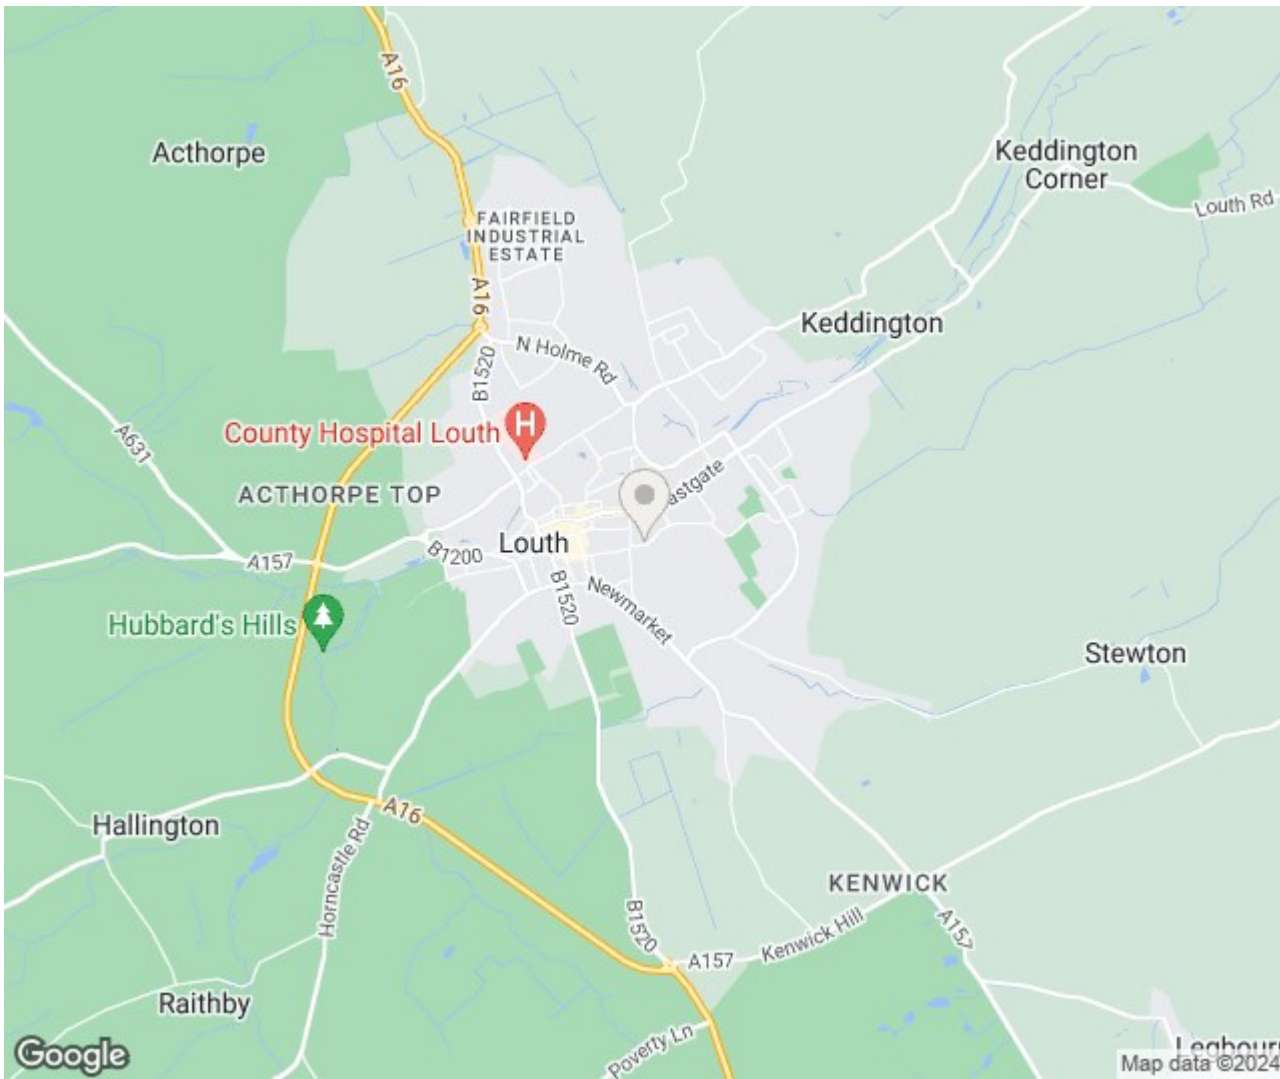 A16
Acthorpe
Keddington
Corner
Louth Rd
FAIRFIELD
INDUSTRIAL
ESTATE
A16
Keddington
N Holme Rd
B1520
County Hospital Louth
H
A631
ACTHORPE TOP
astgate
Louth
B1200
A157
B1520
Newmarket
Hubbard's Hills
Stewton
A16
Hallington
Horncastle Rd
KENWICK
B1520
A157
Kenwick Hill
A157
Raithby
Poverty Ln
Google
Legbourn
Map data ©2024